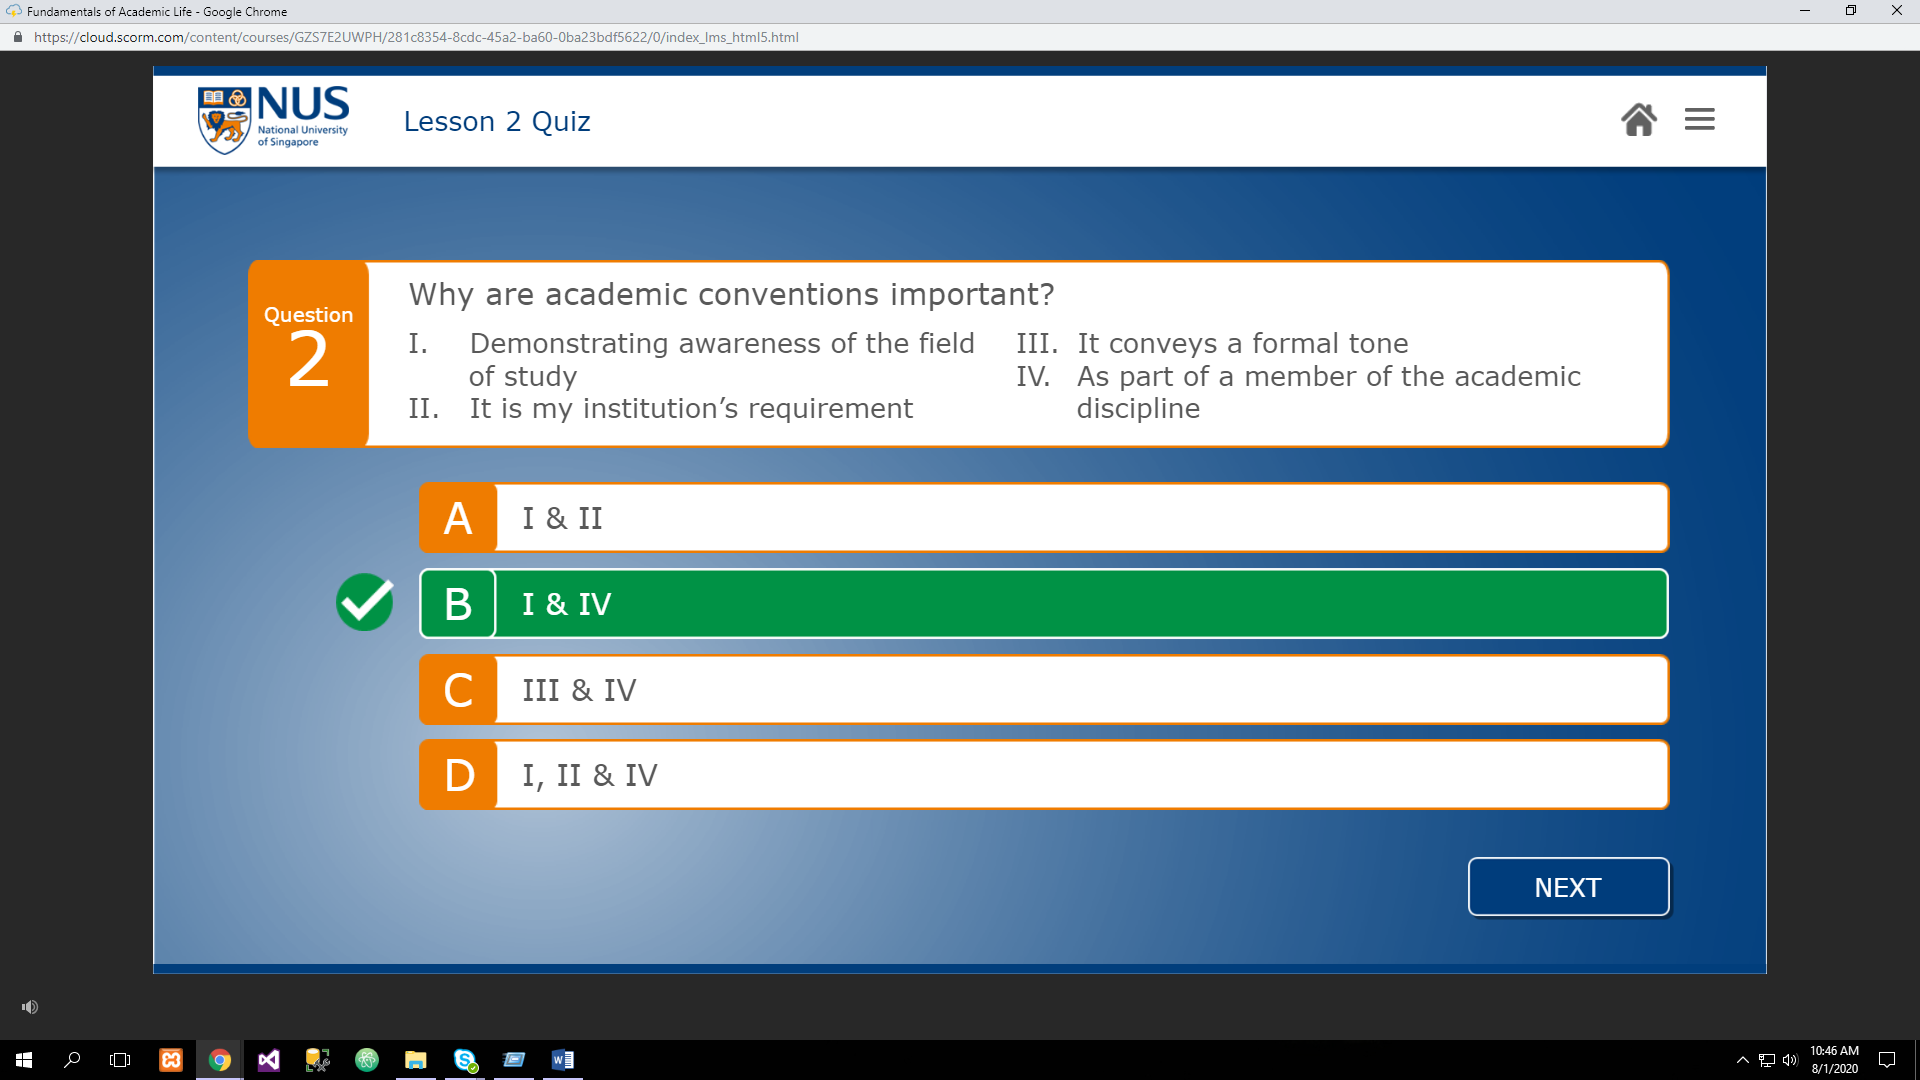 Fundamentals of Academic Life - Google Chrome
https://cloud.scorm.com/content/courses/GZS7E2UWPH/281c8354-8cdc-45a2-ba60-0ba23bdf5622/0/index_lms_html5.html
NUS
National University
of Singapore
Lesson 2 Quiz
Question
2
Why are academic conventions important?
I. Demonstrating awareness of the field
of study
II. It is my institution’s requirement
III. It conveys a formal tone
IV. As part of a member of the academic
discipline
A I & II
B I & IV
C III & IV
D I, II & IV
NEXT
10:46 AM
8/1/2020